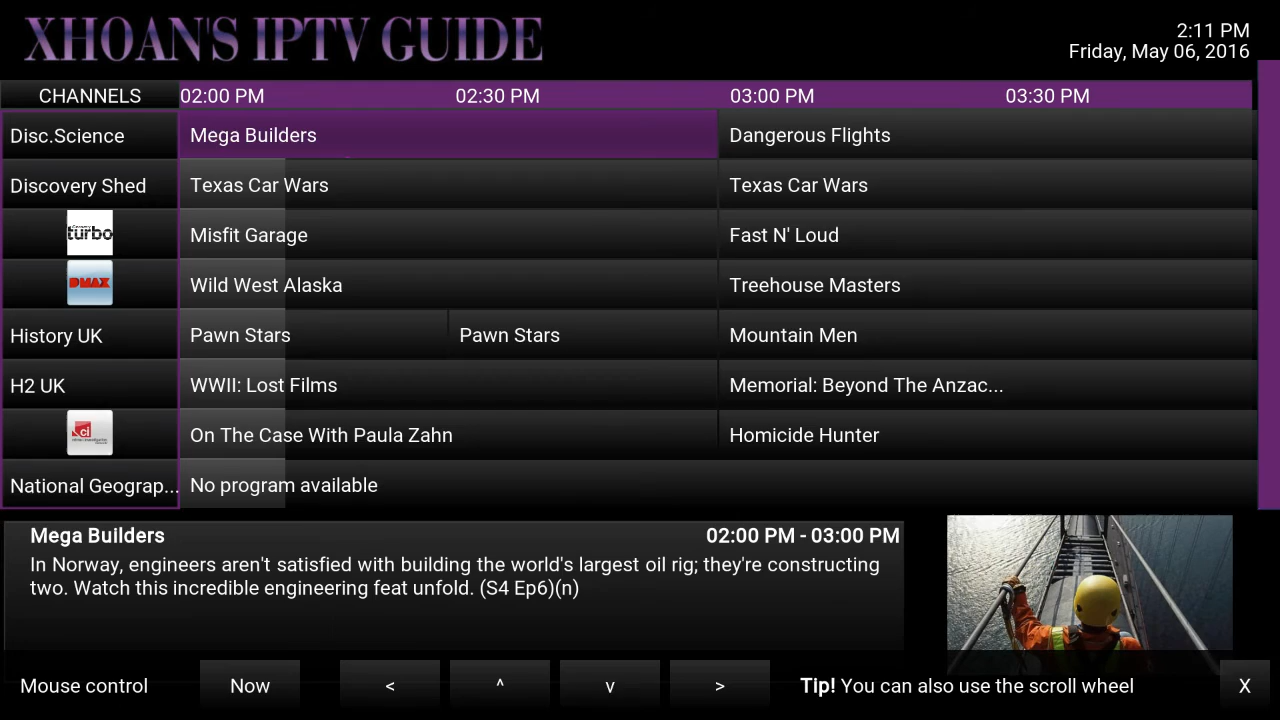 XHOAN'S IPTV GUIDE
2:11 PM
Friday, May 06, 2016
CHANNELS 02:00 PM 02:30 PM 03:00 PM 03:30 PM
Disc.Science Mega Builders Dangerous Flights
Discovery Shed Texas Car Wars Texas Car Wars
turbo Misfit Garage Fast N' Loud
DMAX Wild West Alaska Treehouse Masters
History UK Pawn Stars Pawn Stars Mountain Men
H2 UK WWII: Lost Films Memorial: Beyond The Anzac...
ci On The Case With Paula Zahn Homicide Hunter
National Geograp... No program available
Mega Builders 02:00 PM - 03:00 PM
In Norway, engineers aren't satisfied with building the world's largest oil rig; they're constructing
two. Watch this incredible engineering feat unfold. (S4 Ep6)(n)
Mouse control Now < ^ v > Tip! You can also use the scroll wheel X